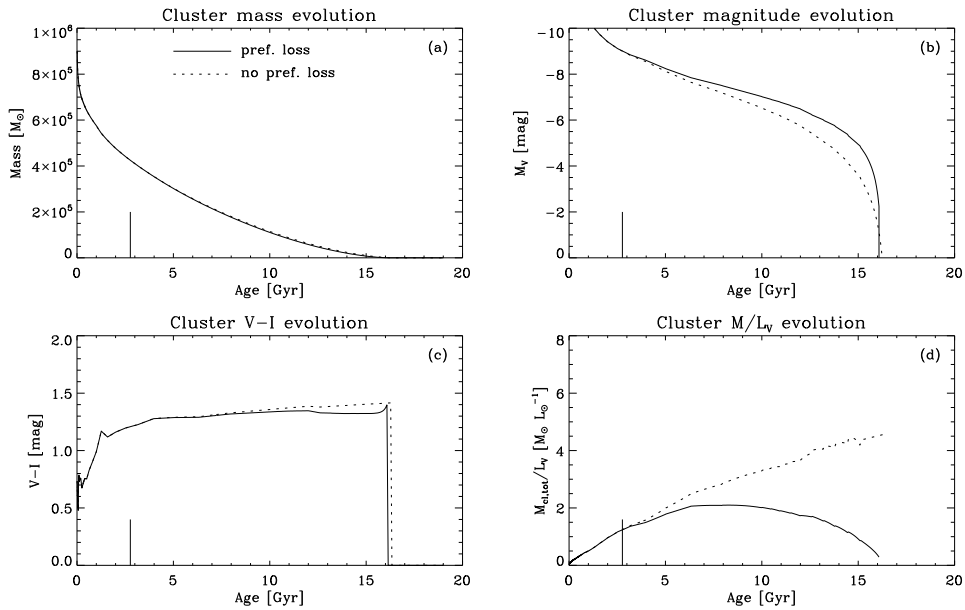 Cluster mass evolution
Cluster magnitude evolution
1×10⁶
8×10⁵
6×10⁵
4×10⁵
2×10⁵
0
Mass [M⊙]
pref. loss
no pref. loss
(a)
0 5 10 15 20
Age [Gyr]
−10
−8
−6
−4
−2
0
M_V [mag]
(b)
0 5 10 15 20
Age [Gyr]
Cluster V−I evolution
Cluster M/L_V evolution
2.0
1.5
1.0
0.5
0.0
V−I [mag]
(c)
0 5 10 15 20
Age [Gyr]
8
6
4
2
0
M_cl,tot/L_V [M⊙ L⊙⁻¹]
(d)
0 5 10 15 20
Age [Gyr]